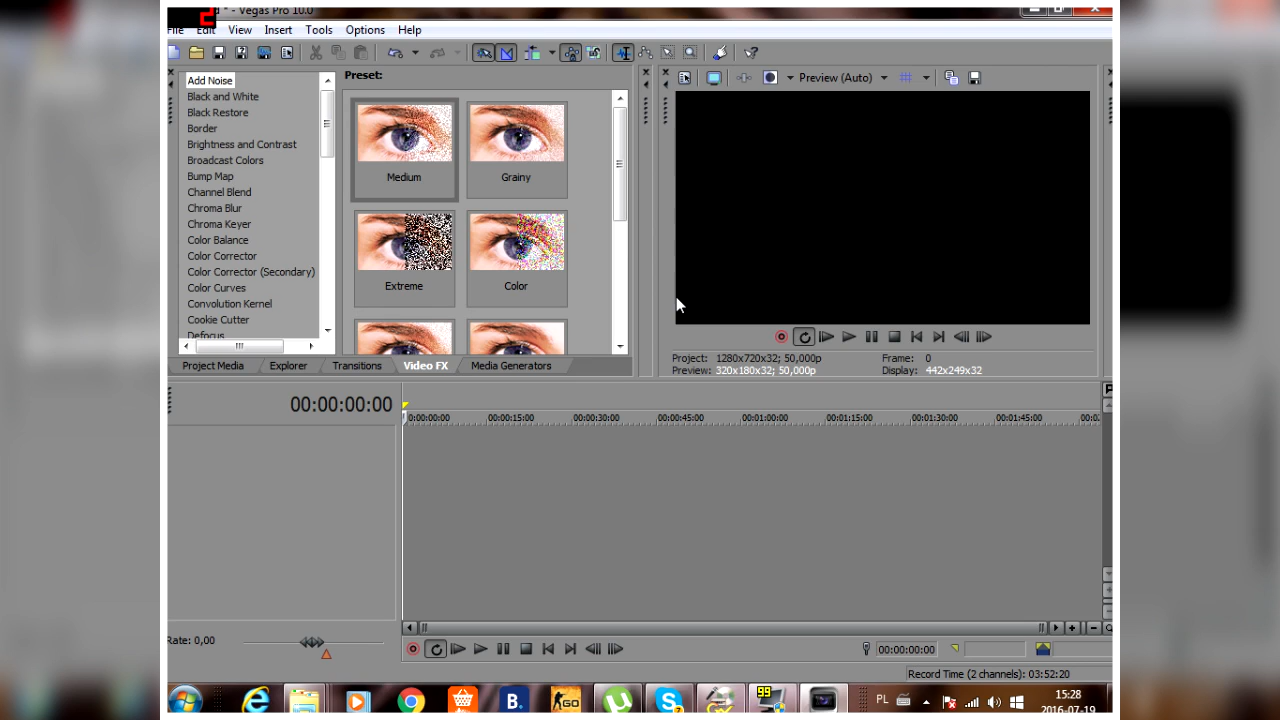 d * - Vegas Pro 10.0
File Edit View Insert Tools Options Help
Preset:
Add Noise
Black and White
Black Restore
Border
Brightness and Contrast
Broadcast Colors
Bump Map
Channel Blend
Chroma Blur
Chroma Keyer
Color Balance
Color Corrector
Color Corrector (Secondary)
Color Curves
Convolution Kernel
Cookie Cutter
Defocus
Medium
Grainy
Extreme
Color
Preview (Auto)
Project: 1280x720x32; 50,000p
Frame: 0
Preview: 320x180x32; 50,000p
Display: 442x249x32
Project Media Explorer Transitions Video FX Media Generators
00:00:00:00
0:00:00:00 00:00:15:00 00:00:30:00 00:00:45:00 00:01:00:00 00:01:15:00 00:01:30:00 00:01:45:00 00:02
Rate: 0,00
00:00:00:00
Record Time (2 channels): 03:52:20
B.
GO
99
PL
15:28
2016-07-19